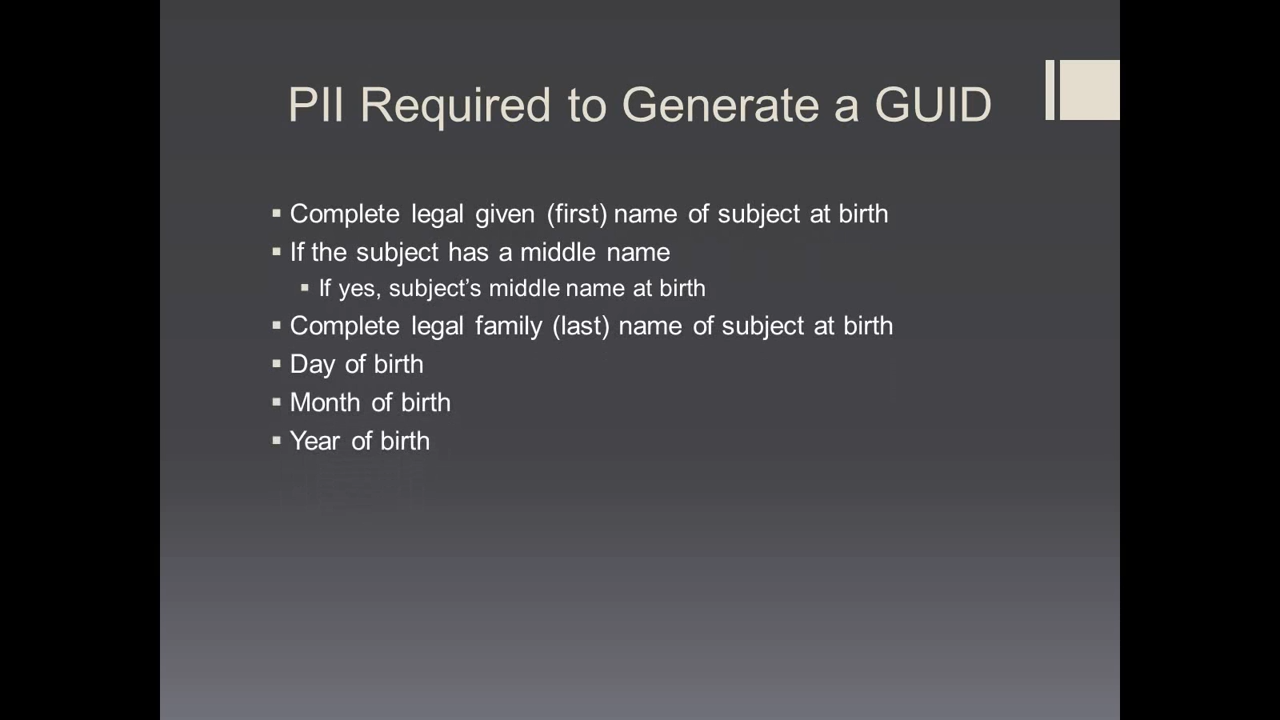 PII Required to Generate a GUID
▪ Complete legal given (first) name of subject at birth
▪ If the subject has a middle name
▪ If yes, subject's middle name at birth
▪ Complete legal family (last) name of subject at birth
▪ Day of birth
▪ Month of birth
▪ Year of birth